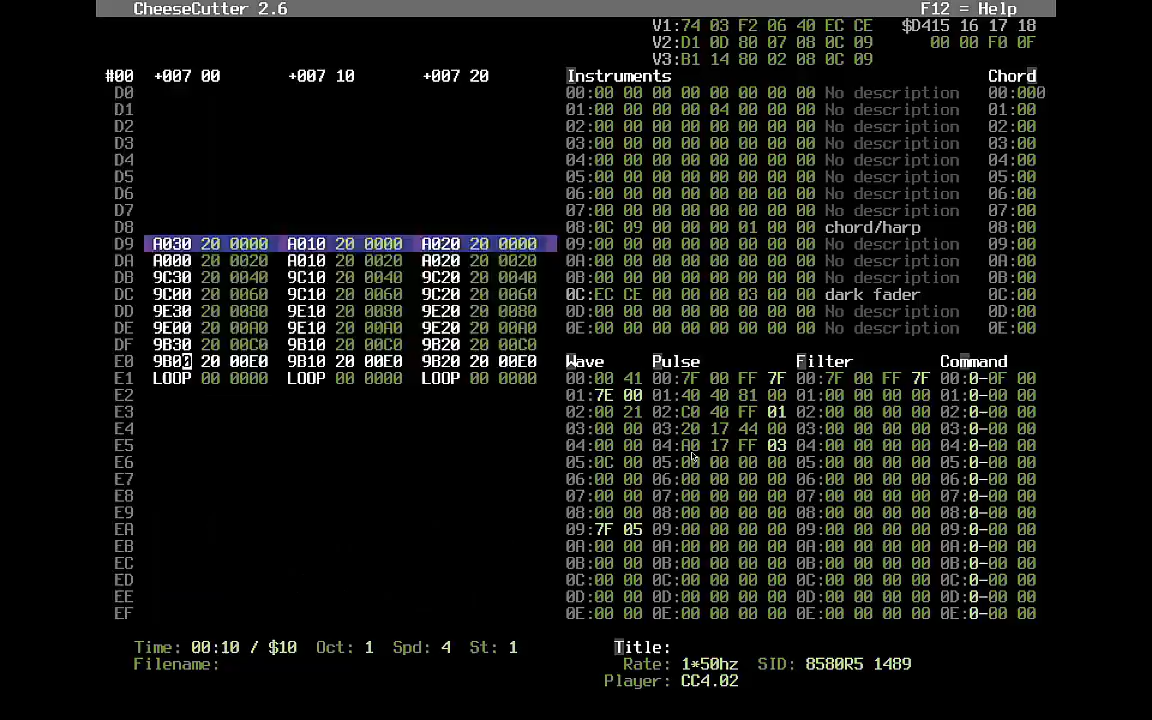 CheeseCutter 2.6 F12 = Help
V1:74 03 F2 06 40 EC CE $D415 16 17 18
V2:D1 0D 80 07 08 0C 09 00 00 F0 0F
V3:B1 14 80 02 08 0C 09
#00 +007 00 +007 10 +007 20 Instruments Chord
D0 00:00 00 00 00 00 00 00 00 No description 00:000
D1 01:00 00 00 00 00 04 00 00 No description 01:00
D2 02:00 00 00 00 00 00 00 00 No description 02:00
D3 03:00 00 00 00 00 00 00 00 No description 03:00
D4 04:00 00 00 00 00 00 00 00 No description 04:00
D5 05:00 00 00 00 00 00 00 00 No description 05:00
D6 06:00 00 00 00 00 00 00 00 No description 06:00
D7 07:00 00 00 00 00 00 00 00 No description 07:00
D8 08:0C 09 00 00 00 01 00 00 chord/harp 08:00
D9 A030 20 0000 A010 20 0000 A020 20 0000 09:00 00 00 00 00 00 00 00 No description 09:00
DA A000 20 0020 A010 20 0020 A020 20 0020 0A:00 00 00 00 00 00 00 00 No description 0A:00
DB 9C30 20 0040 9C10 20 0040 9C20 20 0040 0B:00 00 00 00 00 00 00 00 No description 0B:00
DC 9C00 20 0060 9C10 20 0060 9C20 20 0060 0C:EC CE 00 00 00 03 00 00 dark fader 0C:00
DD 9E30 20 0080 9E10 20 0080 9E20 20 0080 0D:00 00 00 00 00 00 00 00 No description 0D:00
DE 9E00 20 00A0 9E10 20 00A0 9E20 20 00A0 0E:00 00 00 00 00 00 00 00 No description 0E:00
DF 9B30 20 00C0 9B10 20 00C0 9B20 20 00C0
E0 9B00 20 00E0 9B10 20 00E0 9B20 20 00E0 Wave Pulse Filter Command
E1 LOOP 00 0000 LOOP 00 0000 LOOP 00 0000 00:00 41 00:7F 00 FF 7F 00:7F 00 FF 7F 00:0-0F 00
E2 01:7E 00 01:40 40 81 00 01:00 00 00 00 01:0-00 00
E3 02:00 21 02:C0 40 FF 01 02:00 00 00 00 02:0-00 00
E4 03:00 00 03:20 17 44 00 03:00 00 00 00 03:0-00 00
E5 04:00 00 04:A0 17 FF 03 04:00 00 00 00 04:0-00 00
E6 05:0C 00 05:00 00 00 00 05:00 00 00 00 05:0-00 00
E7 06:00 00 06:00 00 00 00 06:00 00 00 00 06:0-00 00
E8 07:00 00 07:00 00 00 00 07:00 00 00 00 07:0-00 00
E9 08:00 00 08:00 00 00 00 08:00 00 00 00 08:0-00 00
EA 09:7F 05 09:00 00 00 00 09:00 00 00 00 09:0-00 00
EB 0A:00 00 0A:00 00 00 00 0A:00 00 00 00 0A:0-00 00
EC 0B:00 00 0B:00 00 00 00 0B:00 00 00 00 0B:0-00 00
ED 0C:00 00 0C:00 00 00 00 0C:00 00 00 00 0C:0-00 00
EE 0D:00 00 0D:00 00 00 00 0D:00 00 00 00 0D:0-00 00
EF 0E:00 00 0E:00 00 00 00 0E:00 00 00 00 0E:0-00 00
Time: 00:10 / $10 Oct: 1 Spd: 4 St: 1 Title:
Filename: Rate: 1*50hz SID: 8580R5 1489
Player: CC4.02